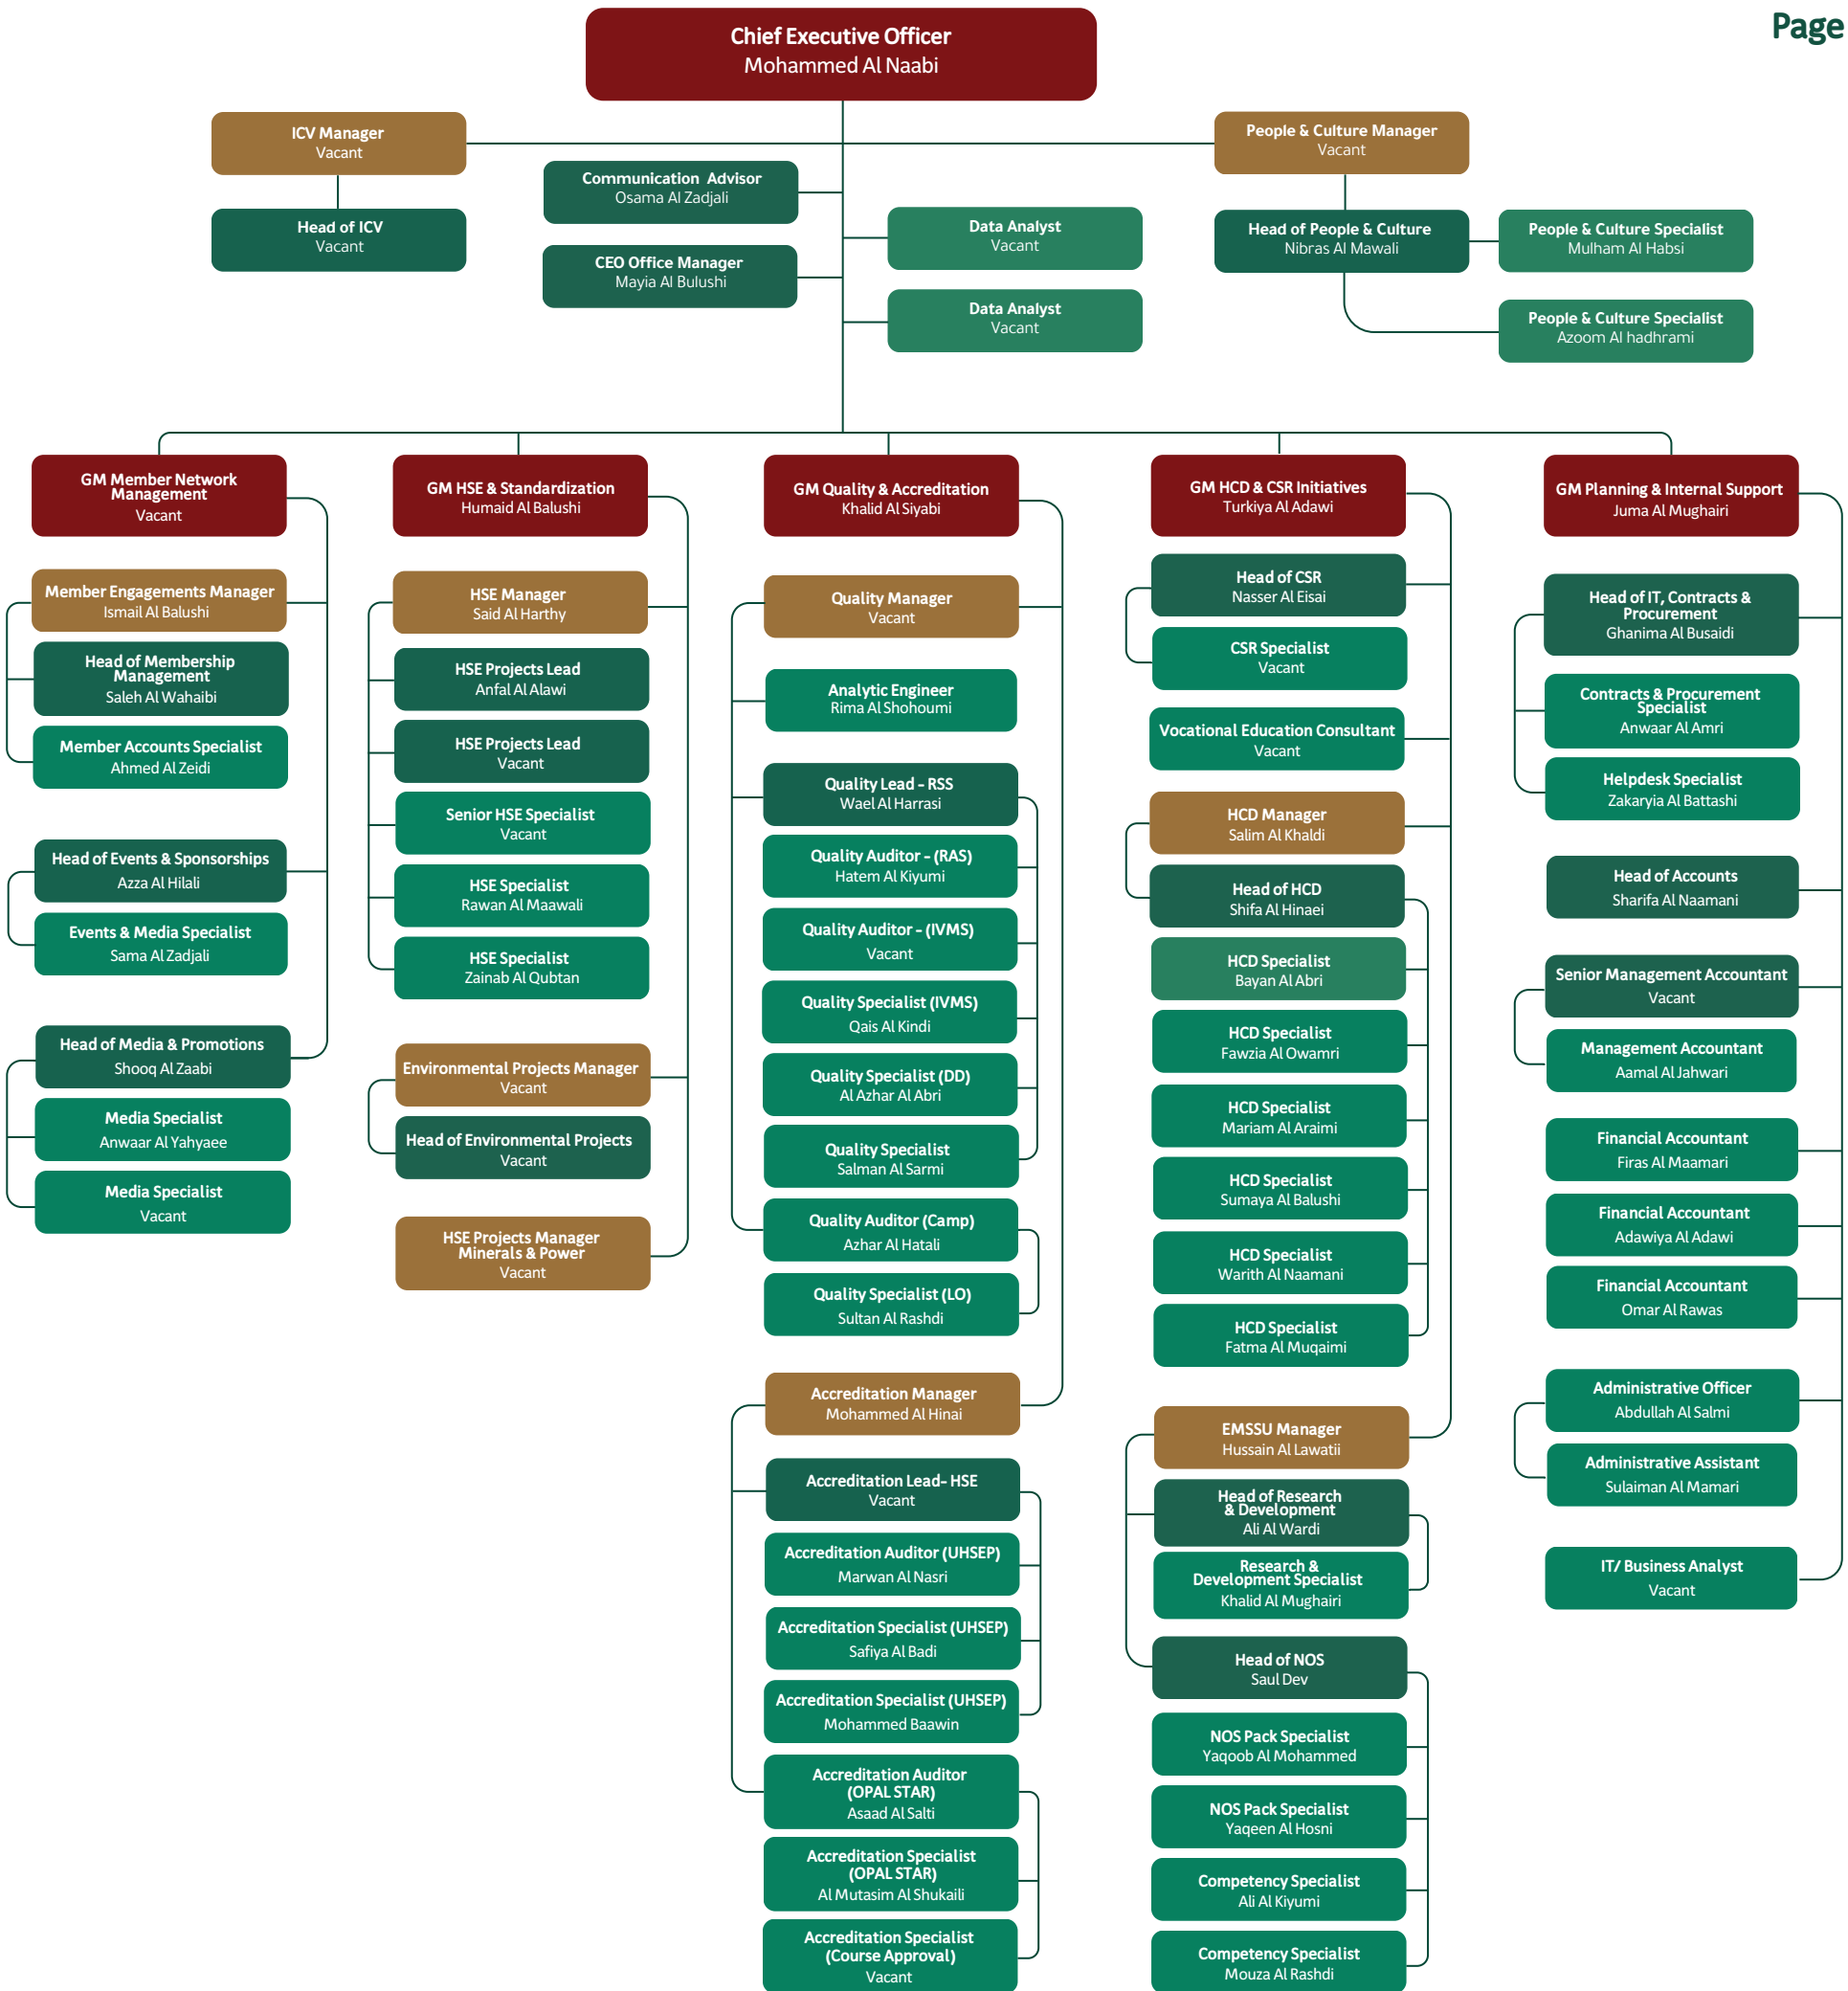 Page
Chief Executive Officer
Mohammed Al Naabi
ICV Manager
Vacant
People & Culture Manager
Vacant
Communication Advisor
Osama Al Zadjali
Head of ICV
Vacant
Data Analyst
Vacant
Head of People & Culture
Nibras Al Mawali
People & Culture Specialist
Mulham Al Habsi
CEO Office Manager
Mayia Al Bulushi
Data Analyst
Vacant
People & Culture Specialist
Azoom Al hadhrami
GM Member Network
Management
Vacant
Member Engagements Manager
Ismail Al Balushi
Head of Membership
Management
Saleh Al Wahaibi
Member Accounts Specialist
Ahmed Al Zeidi
Head of Events & Sponsorships
Azza Al Hilali
Events & Media Specialist
Sama Al Zadjali
Head of Media & Promotions
Shooq Al Zaabi
Media Specialist
Anwaar Al Yahyaee
Media Specialist
Vacant
GM HSE & Standardization
Humaid Al Balushi
HSE Manager
Said Al Harthy
HSE Projects Lead
Anfal Al Alawi
HSE Projects Lead
Vacant
Senior HSE Specialist
Vacant
HSE Specialist
Rawan Al Maawali
HSE Specialist
Zainab Al Qubtan
Environmental Projects Manager
Vacant
Head of Environmental Projects
Vacant
HSE Projects Manager
Minerals & Power
Vacant
GM Quality & Accreditation
Khalid Al Siyabi
Quality Manager
Vacant
Analytic Engineer
Rima Al Shohoumi
Quality Lead - RSS
Wael Al Harrasi
Quality Auditor - (RAS)
Hatem Al Kiyumi
Quality Auditor - (IVMS)
Vacant
Quality Specialist (IVMS)
Qais Al Kindi
Quality Specialist (DD)
Al Azhar Al Abri
Quality Specialist
Salman Al Sarmi
Quality Auditor (Camp)
Azhar Al Hatali
Quality Specialist (LO)
Sultan Al Rashdi
Accreditation Manager
Mohammed Al Hinai
Accreditation Lead- HSE
Vacant
Accreditation Auditor (UHSEP)
Marwan Al Nasri
Accreditation Specialist (UHSEP)
Safiya Al Badi
Accreditation Specialist (UHSEP)
Mohammed Baawin
Accreditation Auditor
(OPAL STAR)
Asaad Al Salti
Accreditation Specialist
(OPAL STAR)
Al Mutasim Al Shukaili
Accreditation Specialist
(Course Approval)
Vacant
GM HCD & CSR Initiatives
Turkiya Al Adawi
Head of CSR
Nasser Al Eisai
CSR Specialist
Vacant
Vocational Education Consultant
Vacant
HCD Manager
Salim Al Khaldi
Head of HCD
Shifa Al Hinaei
HCD Specialist
Bayan Al Abri
HCD Specialist
Fawzia Al Owamri
HCD Specialist
Mariam Al Araimi
HCD Specialist
Sumaya Al Balushi
HCD Specialist
Warith Al Naamani
HCD Specialist
Fatma Al Muqaimi
EMSSU Manager
Hussain Al Lawatii
Head of Research
& Development
Ali Al Wardi
Research &
Development Specialist
Khalid Al Mughairi
Head of NOS
Saul Dev
NOS Pack Specialist
Yaqoob Al Mohammed
NOS Pack Specialist
Yaqeen Al Hosni
Competency Specialist
Ali Al Kiyumi
Competency Specialist
Mouza Al Rashdi
GM Planning & Internal Support
Juma Al Mughairi
Head of IT, Contracts &
Procurement
Ghanima Al Busaidi
Contracts & Procurement
Specialist
Anwaar Al Amri
Helpdesk Specialist
Zakaryia Al Battashi
Head of Accounts
Sharifa Al Naamani
Senior Management Accountant
Vacant
Management Accountant
Aamal Al Jahwari
Financial Accountant
Firas Al Maamari
Financial Accountant
Adawiya Al Adawi
Financial Accountant
Omar Al Rawas
Administrative Officer
Abdullah Al Salmi
Administrative Assistant
Sulaiman Al Mamari
IT/ Business Analyst
Vacant